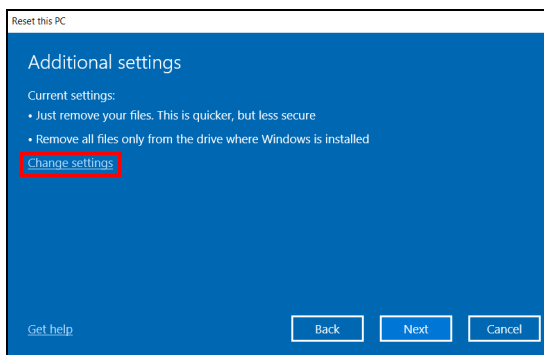 Reset this PC
Additional settings
Current settings:
• Just remove your files. This is quicker, but less secure
• Remove all files only from the drive where Windows is installed
Change settings
Get help
Back
Next
Cancel